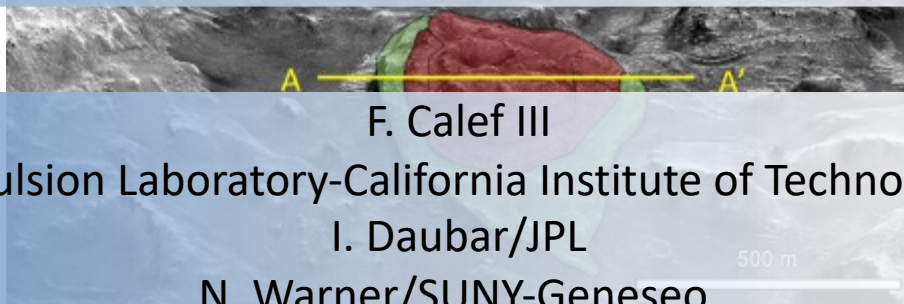 A A'
F. Calef III
ulsion Laboratory-California Institute of Techno
I. Daubar/JPL
500 m
N. Warner/SUNY-Geneseo